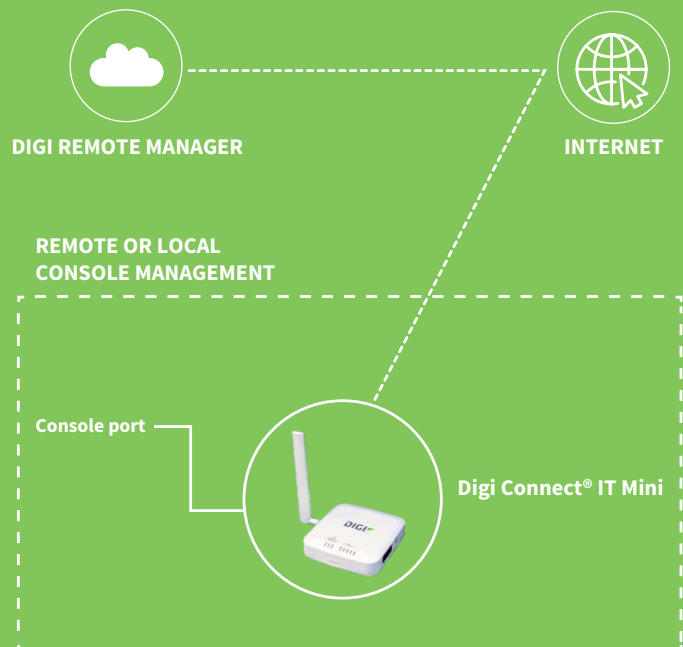 DIGI REMOTE MANAGER
INTERNET
REMOTE OR LOCAL
CONSOLE MANAGEMENT
Console port
DIGI
Digi Connect® IT Mini